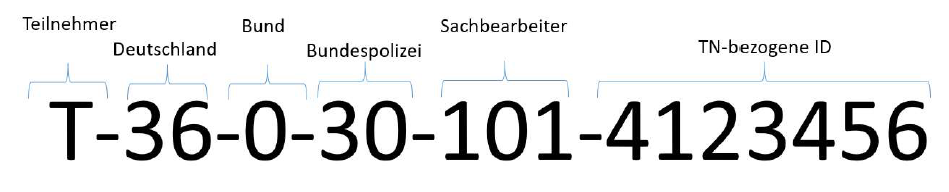 Teilnehmer
Deutschland
Bund
Bundespolizei
Sachbearbeiter
TN-bezogene ID
T-36-0-30-101-4123456